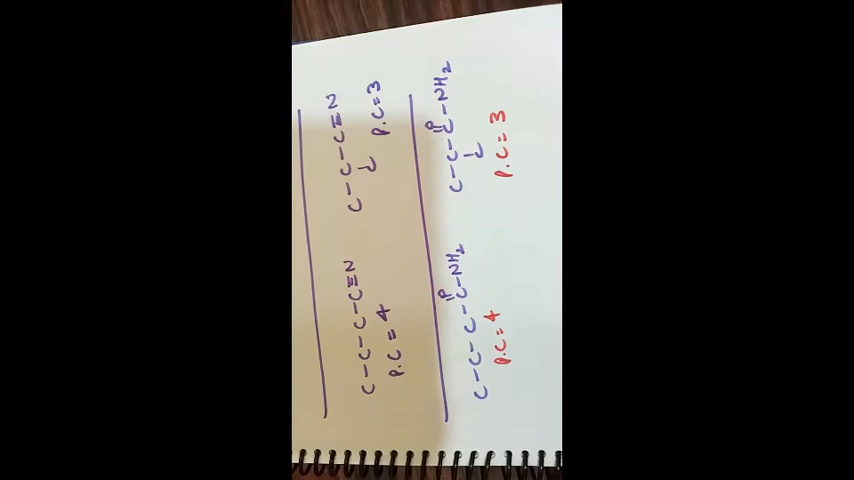 C-C-C-C≡N C-C-C≡N
C
P.C = 4 P.C=3
O O
|| ||
C-C-C-C-NH₂ C-C-C-NH₂
C
P.C=4 P.C=3